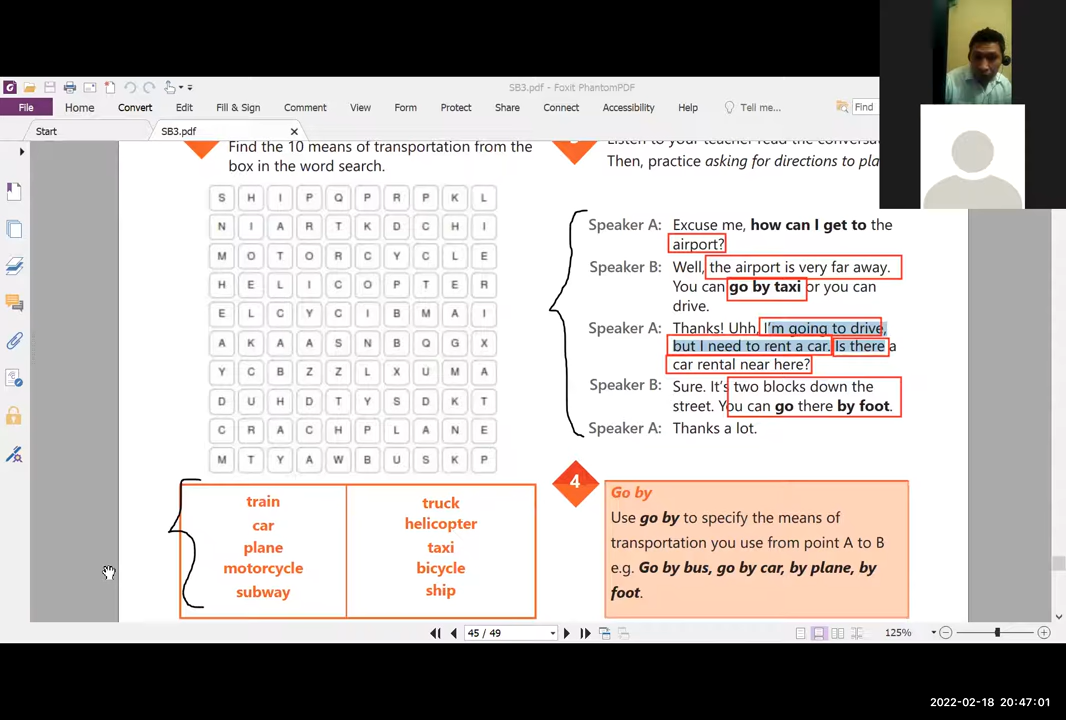 SB3.pdf - Foxit PhantomPDF
File Home Convert Edit Fill & Sign Comment View Form Protect Share Connect Accessibility Help Tell me... Find
Start SB3.pdf
Find the 10 means of transportation from the
box in the word search.
S H I P Q P R P K L
N I A R T K D C H I
M O T O R C Y C L E
H E L I C O P T E R
E L C Y C I B M A I
A K A A S N B Q G X
Y C B Z Z L X U M A
D U H D T Y S D K T
C R A C H P L A N E
M T Y A W B U S K P
train
car
plane
motorcycle
subway
truck
helicopter
taxi
bicycle
ship
Listen to your teacher read the conversa
Then, practice asking for directions to pla
Speaker A: Excuse me, how can I get to the
airport?
Speaker B: Well, the airport is very far away.
You can go by taxi or you can
drive.
Speaker A: Thanks! Uhh, I'm going to drive,
but I need to rent a car. Is there a
car rental near here?
Speaker B: Sure. It's two blocks down the
street. You can go there by foot.
Speaker A: Thanks a lot.
4
Go by
Use go by to specify the means of
transportation you use from point A to B
e.g. Go by bus, go by car, by plane, by
foot.
45 / 49
125%
2022-02-18 20:47:01